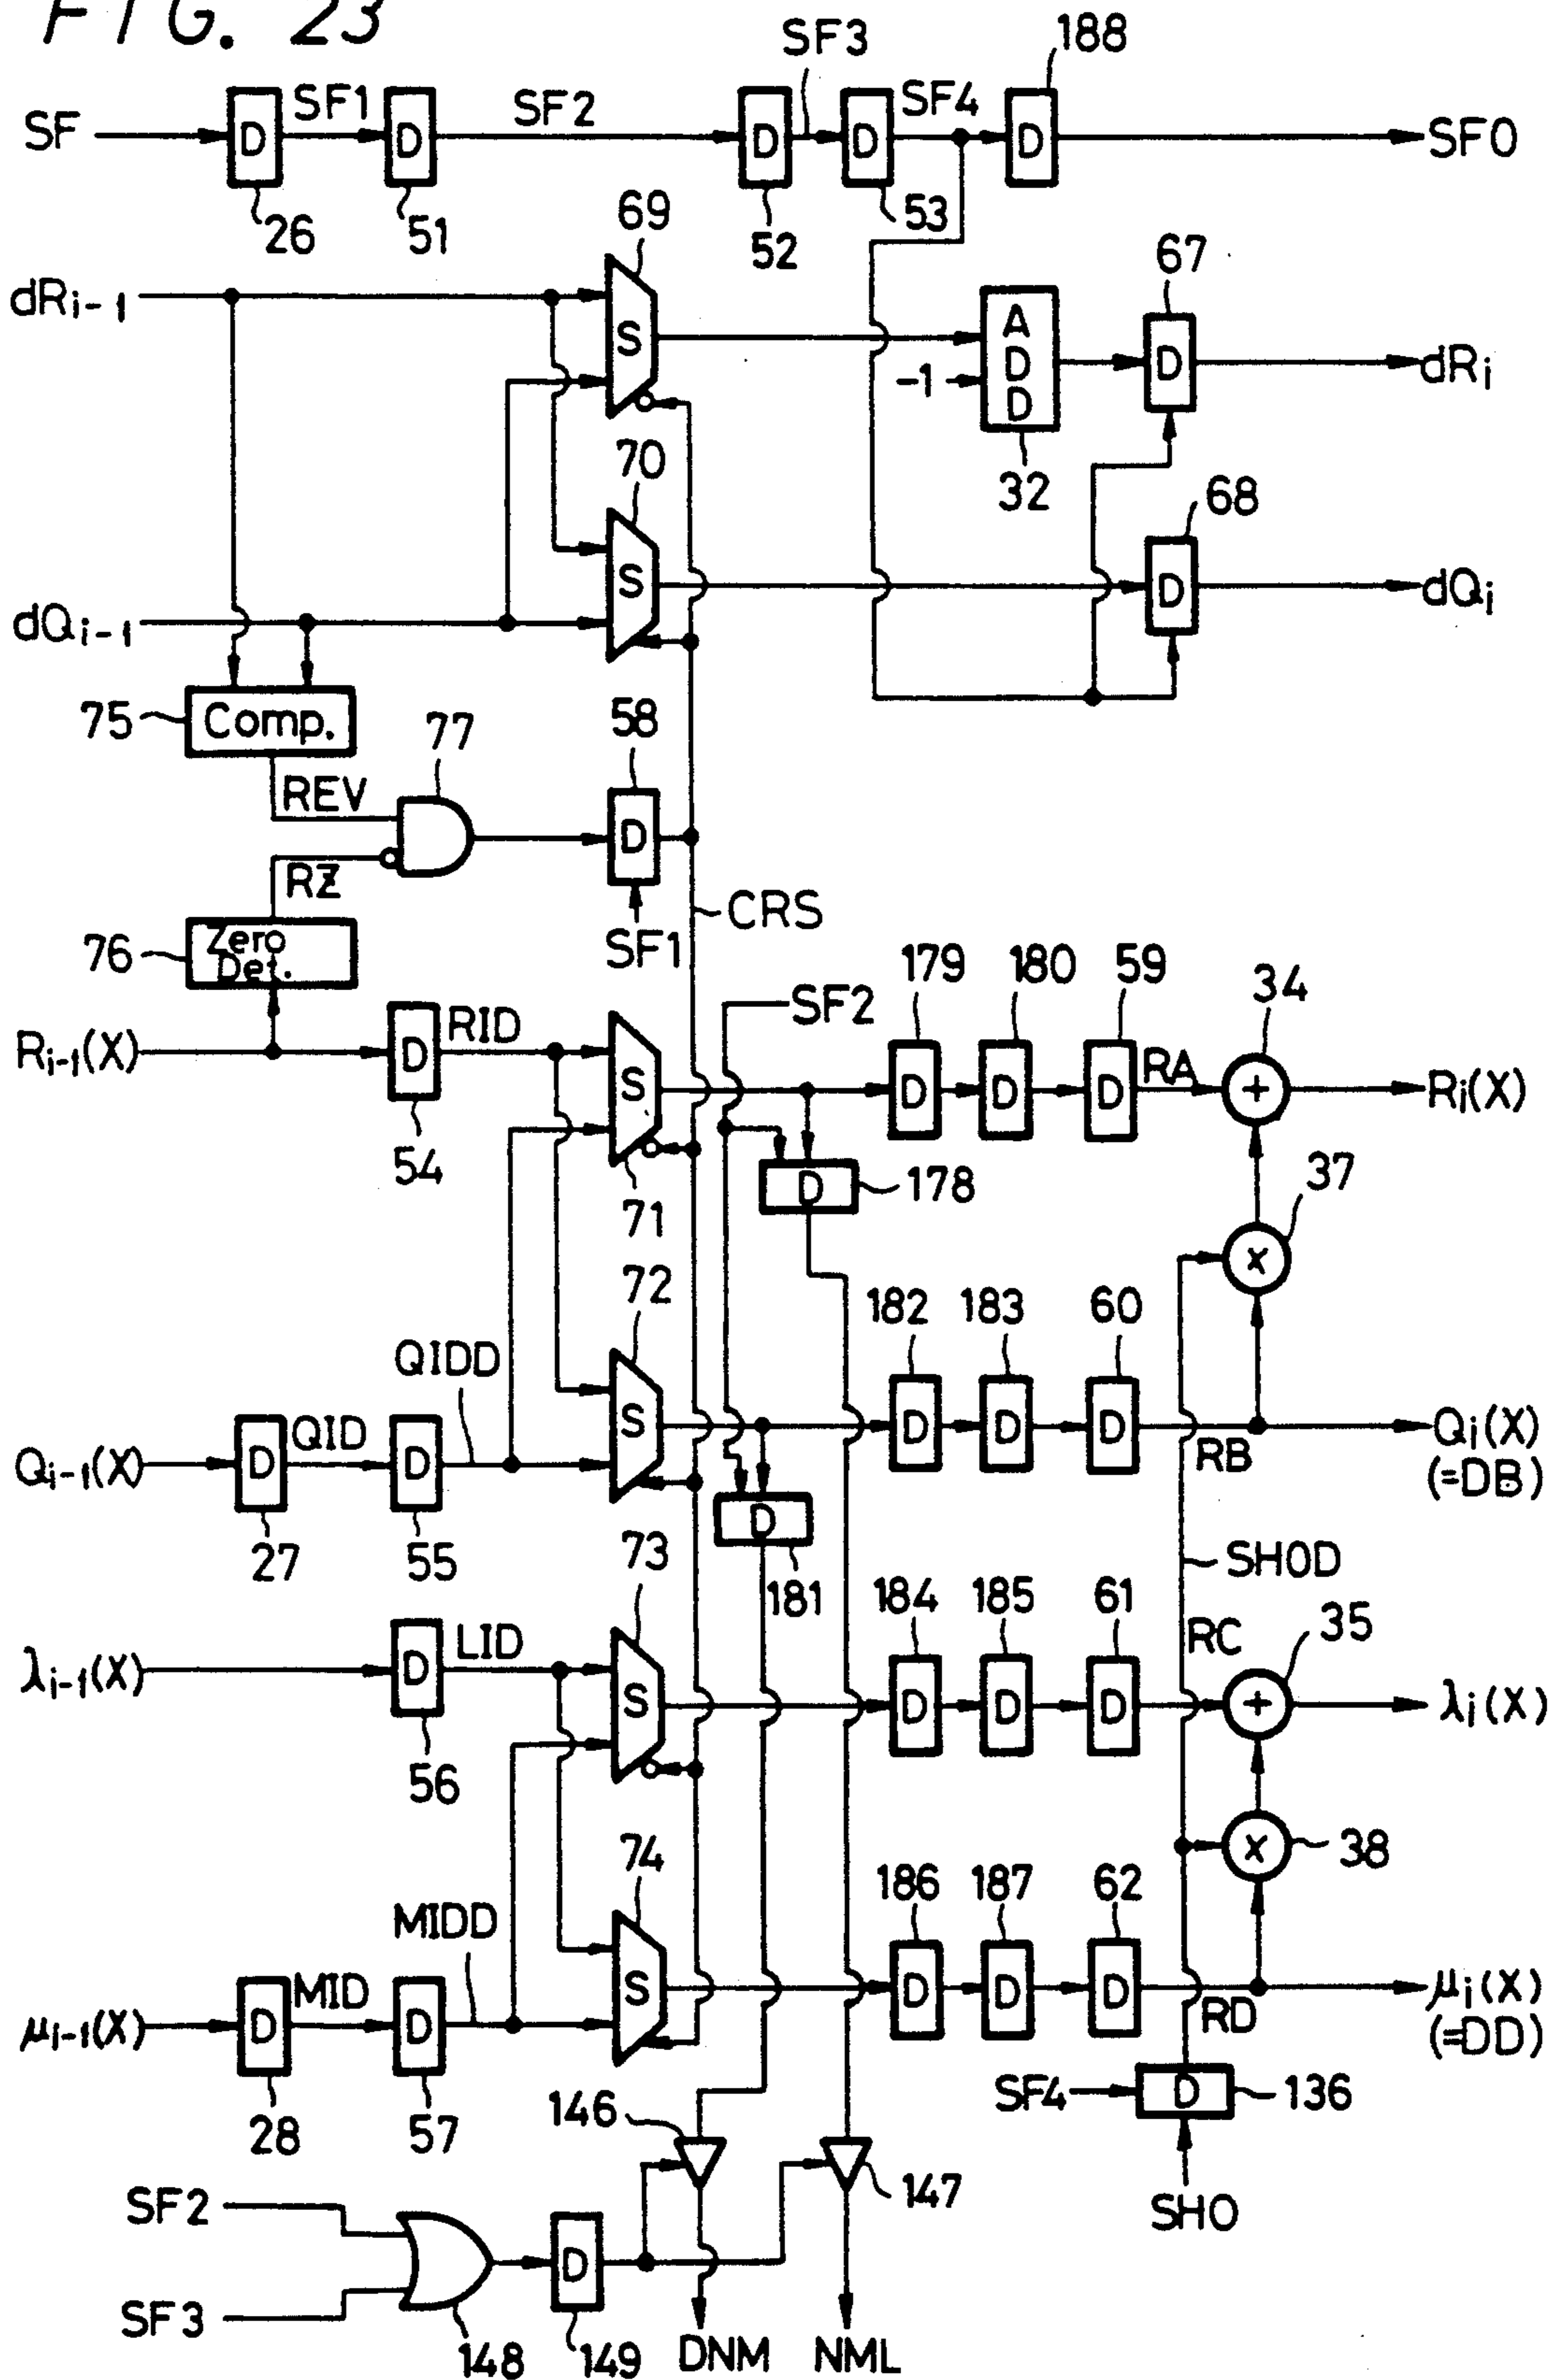 FIG. 23
SF
D
SF1
D
SF2
D
SF3
D
SF4
D
188
SFO
26
51
52
53
dRi-1
69
S
A
D
D
-1
32
67
D
dRi
70
S
68
D
dQi-1
dQi
75
Comp.
REV
77
58
D
SF1
CRS
RZ
76
Zero
Det.
Ri-1(X)
D
54
RID
S
71
SF2
179
D
180
D
59
D
RA
34
+
Ri(X)
D
178
37
x
72
S
182
D
183
D
60
D
RB
Qi-1(X)
D
27
QID
D
55
QIDD
Qi(X)
(=DB)
D
181
SHOD
73
S
λi-1(X)
D
56
LID
184
D
185
D
61
D
RC
35
+
λi(X)
x
38
74
S
186
D
187
D
62
D
RD
μi-1(X)
D
28
MID
D
57
MIDD
μi(X)
(=DD)
SF4
D
136
SHO
146
147
SF2
SF3
148
D
149
DNM
NML